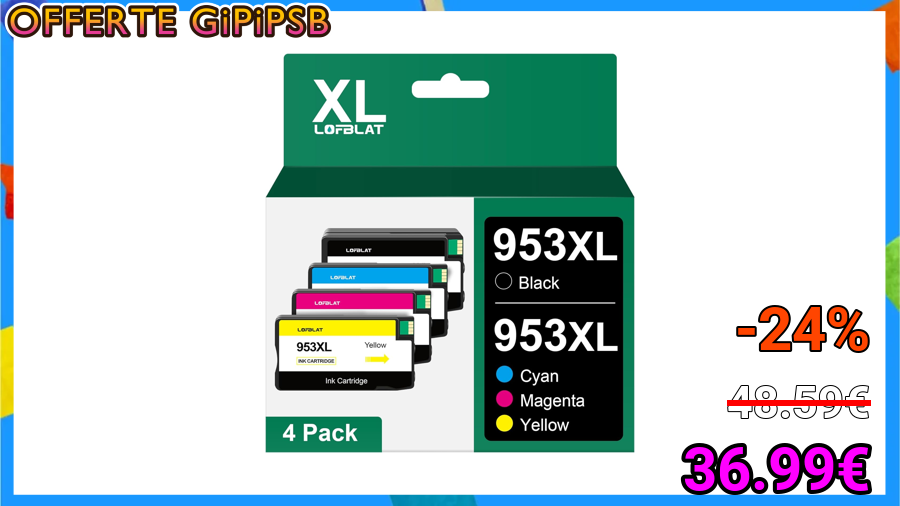 OFFERTE GiPiPSB
XL
LOFBLAT
953XL
Black
953XL
Cyan
Magenta
Yellow
LOFBLAT
LOFBLAT
LOFBLAT
LOFBLAT
953XL
Yellow
INK CARTRIDGE
Ink Cartridge
4 Pack
-24%
48.59€
36.99€